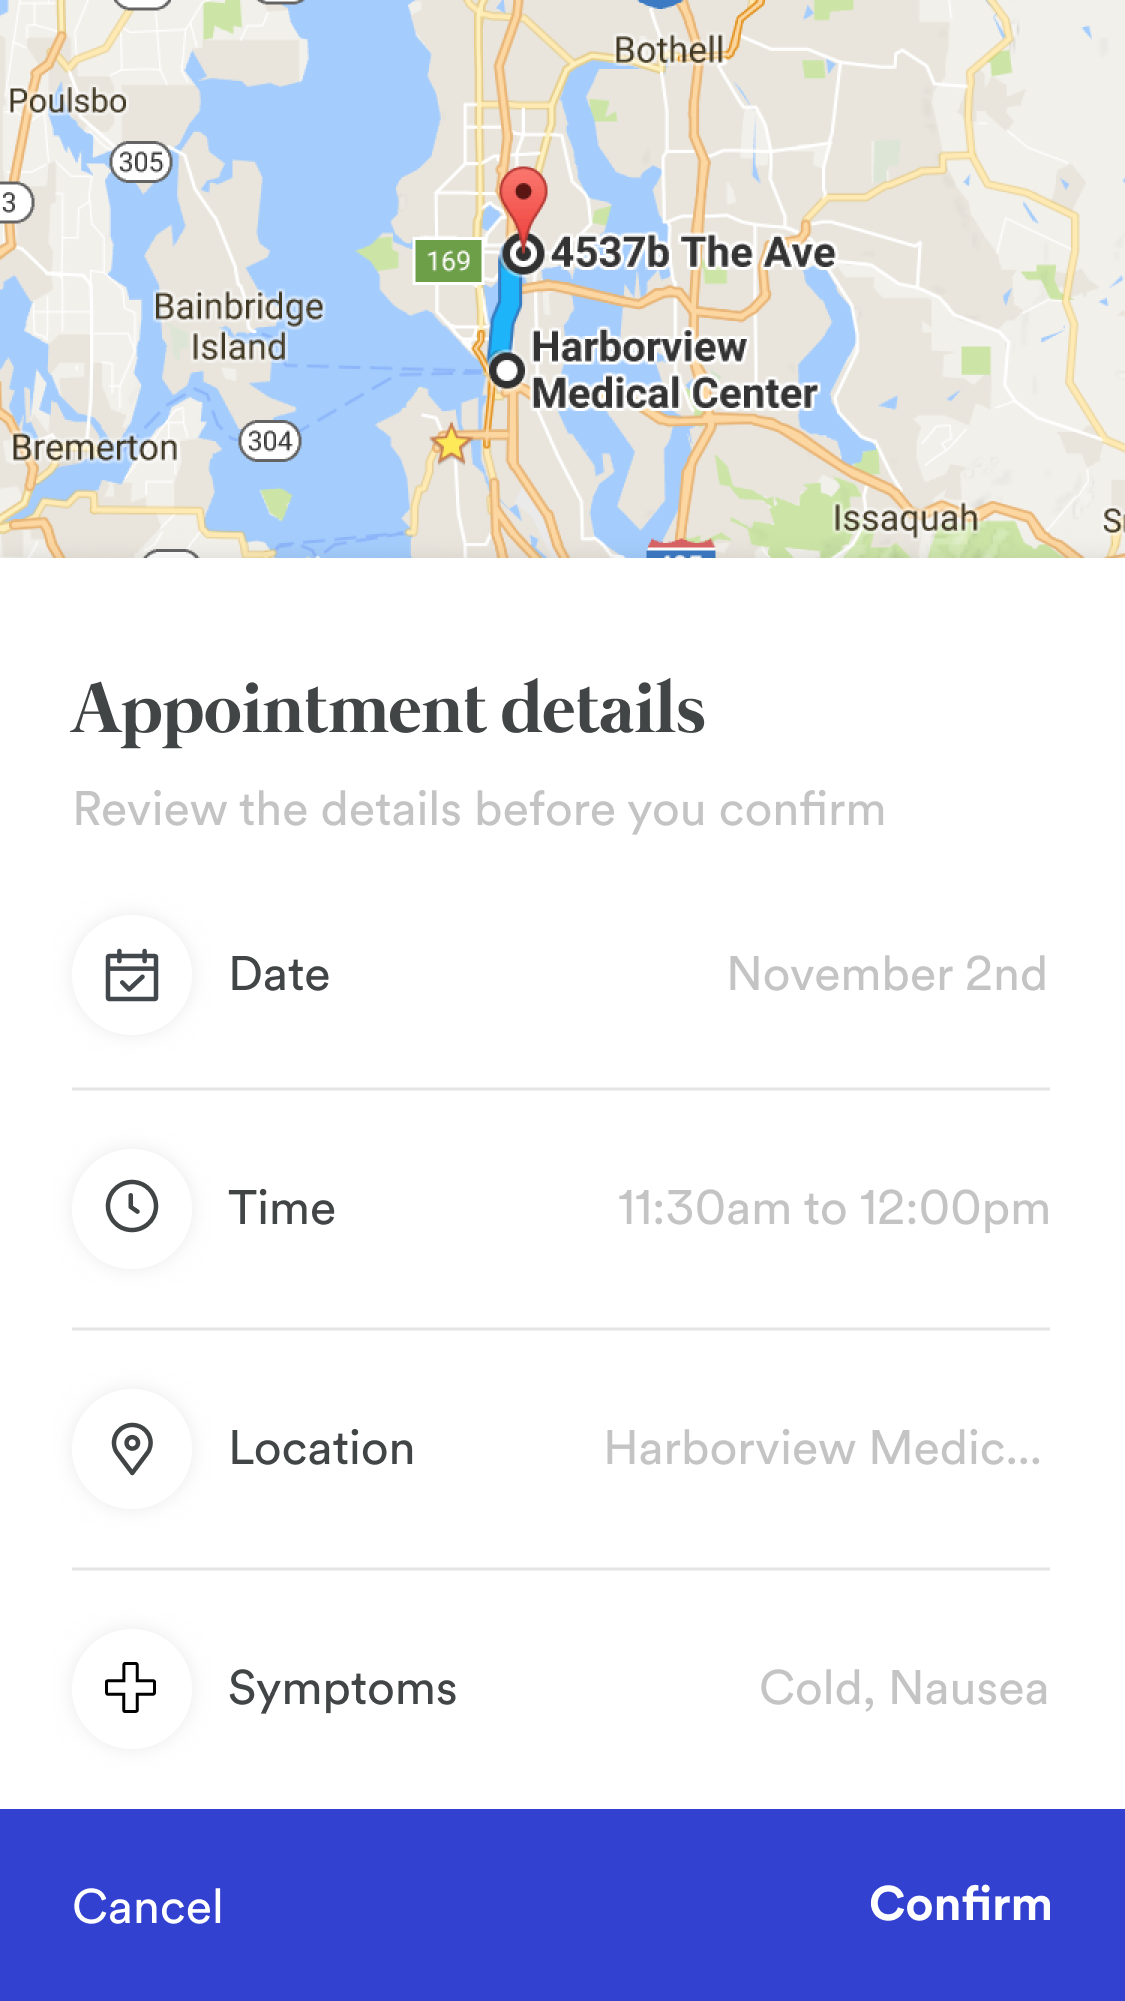 Bothell
Poulsbo
305
3
4537b The Ave
169
Bainbridge
Island
Harborview
Medical Center
Bremerton
304
Issaquah
Appointment details
Review the details before you confirm
Date November 2nd
Time 11:30am to 12:00pm
Location Harborview Medic...
Symptoms Cold, Nausea
Cancel Confirm